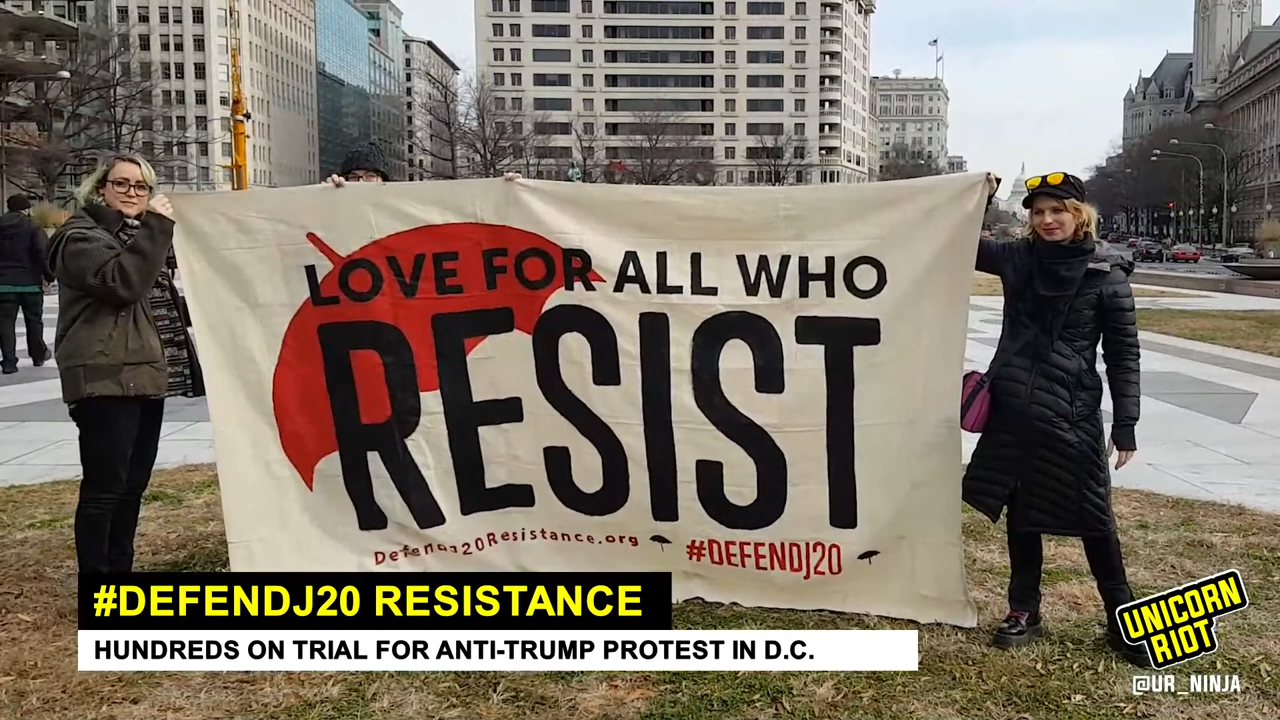 LOVE FOR ALL WHO
RESIST
DefendJ20Resistance.org
#DEFENDJ20
#DEFENDJ20 RESISTANCE
HUNDREDS ON TRIAL FOR ANTI-TRUMP PROTEST IN D.C.
UNICORN
RIOT
@UR_NINJA